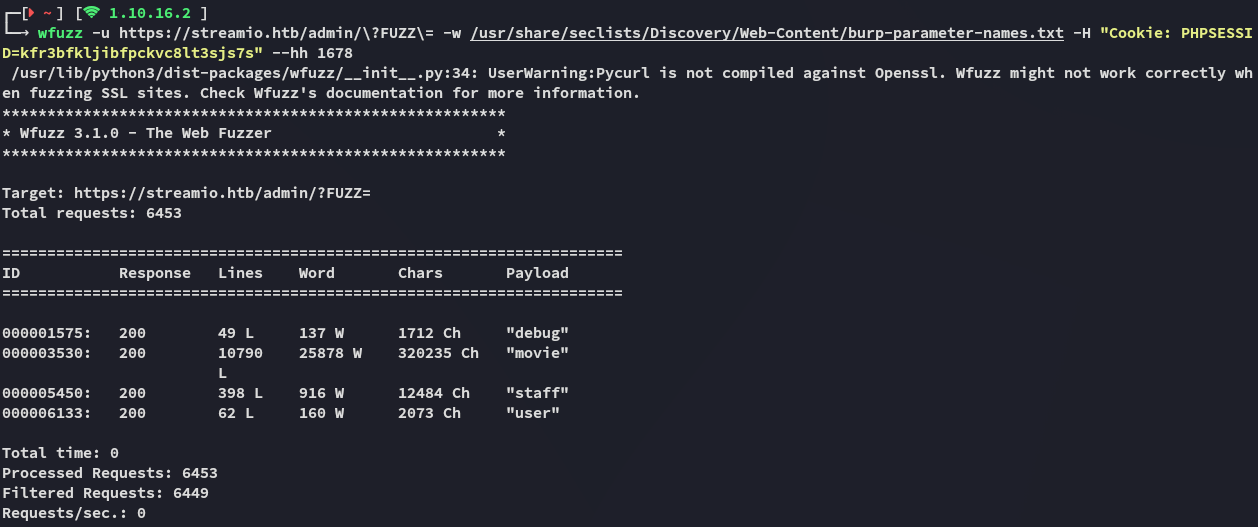 ┌─[ ~ ] [ 1.10.16.2 ]
└─→ wfuzz -u https://streamio.htb/admin/\?FUZZ\= -w /usr/share/seclists/Discovery/Web-Content/burp-parameter-names.txt -H "Cookie: PHPSESSI
D=kfr3bfkljibfpckvc8lt3sjs7s" --hh 1678
 /usr/lib/python3/dist-packages/wfuzz/__init__.py:34: UserWarning:Pycurl is not compiled against Openssl. Wfuzz might not work correctly wh
en fuzzing SSL sites. Check Wfuzz's documentation for more information.
********************************************************
* Wfuzz 3.1.0 - The Web Fuzzer                         *
********************************************************

Target: https://streamio.htb/admin/?FUZZ=
Total requests: 6453

=====================================================================
ID           Response   Lines    Word       Chars       Payload
=====================================================================

000001575:   200        49 L     137 W      1712 Ch     "debug"
000003530:   200        10790    25878 W    320235 Ch   "movie"
                        L
000005450:   200        398 L    916 W      12484 Ch    "staff"
000006133:   200        62 L     160 W      2073 Ch     "user"

Total time: 0
Processed Requests: 6453
Filtered Requests: 6449
Requests/sec.: 0